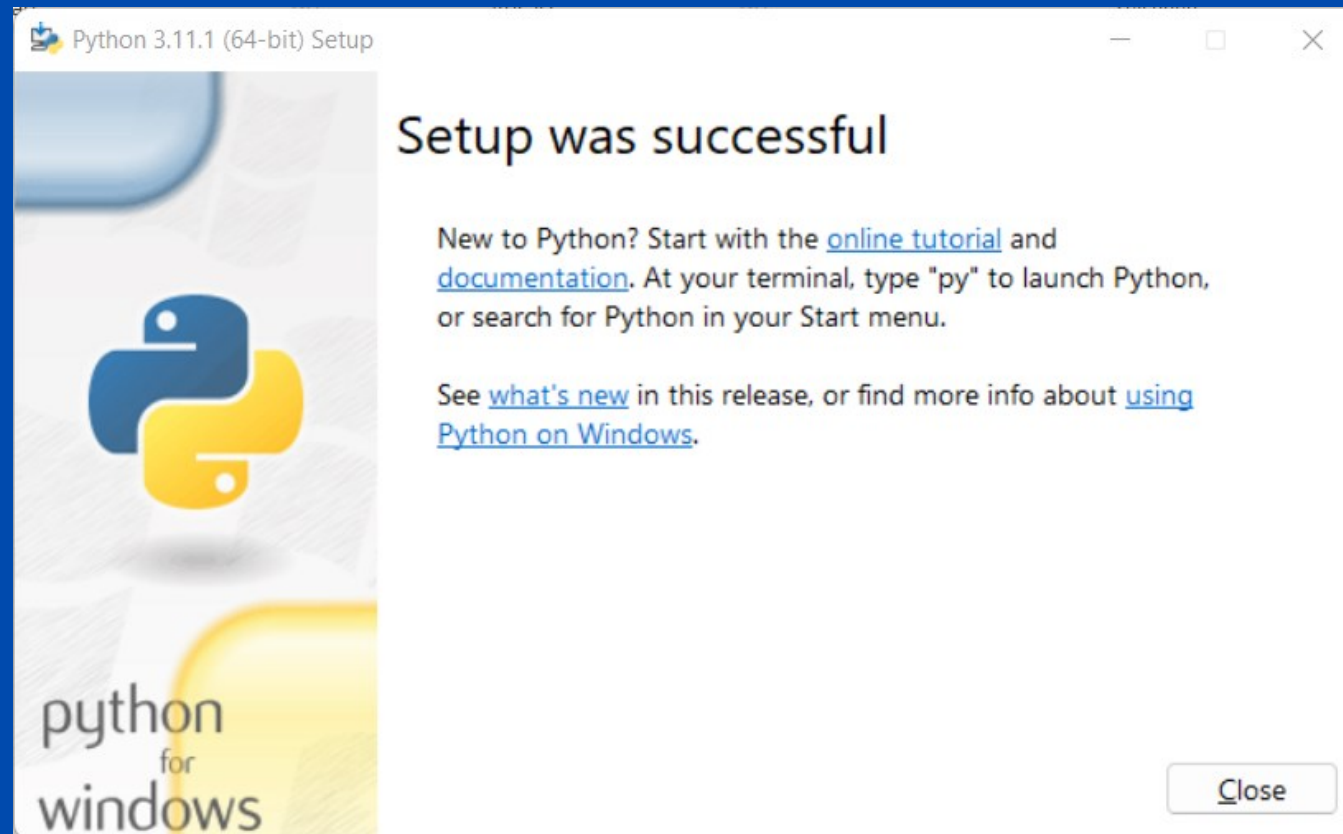 Python 3.11.1 (64-bit) Setup
Setup was successful
New to Python? Start with the online tutorial and
documentation. At your terminal, type "py" to launch Python,
or search for Python in your Start menu.
See what's new in this release, or find more info about using
Python on Windows.
python
for
windows
Close